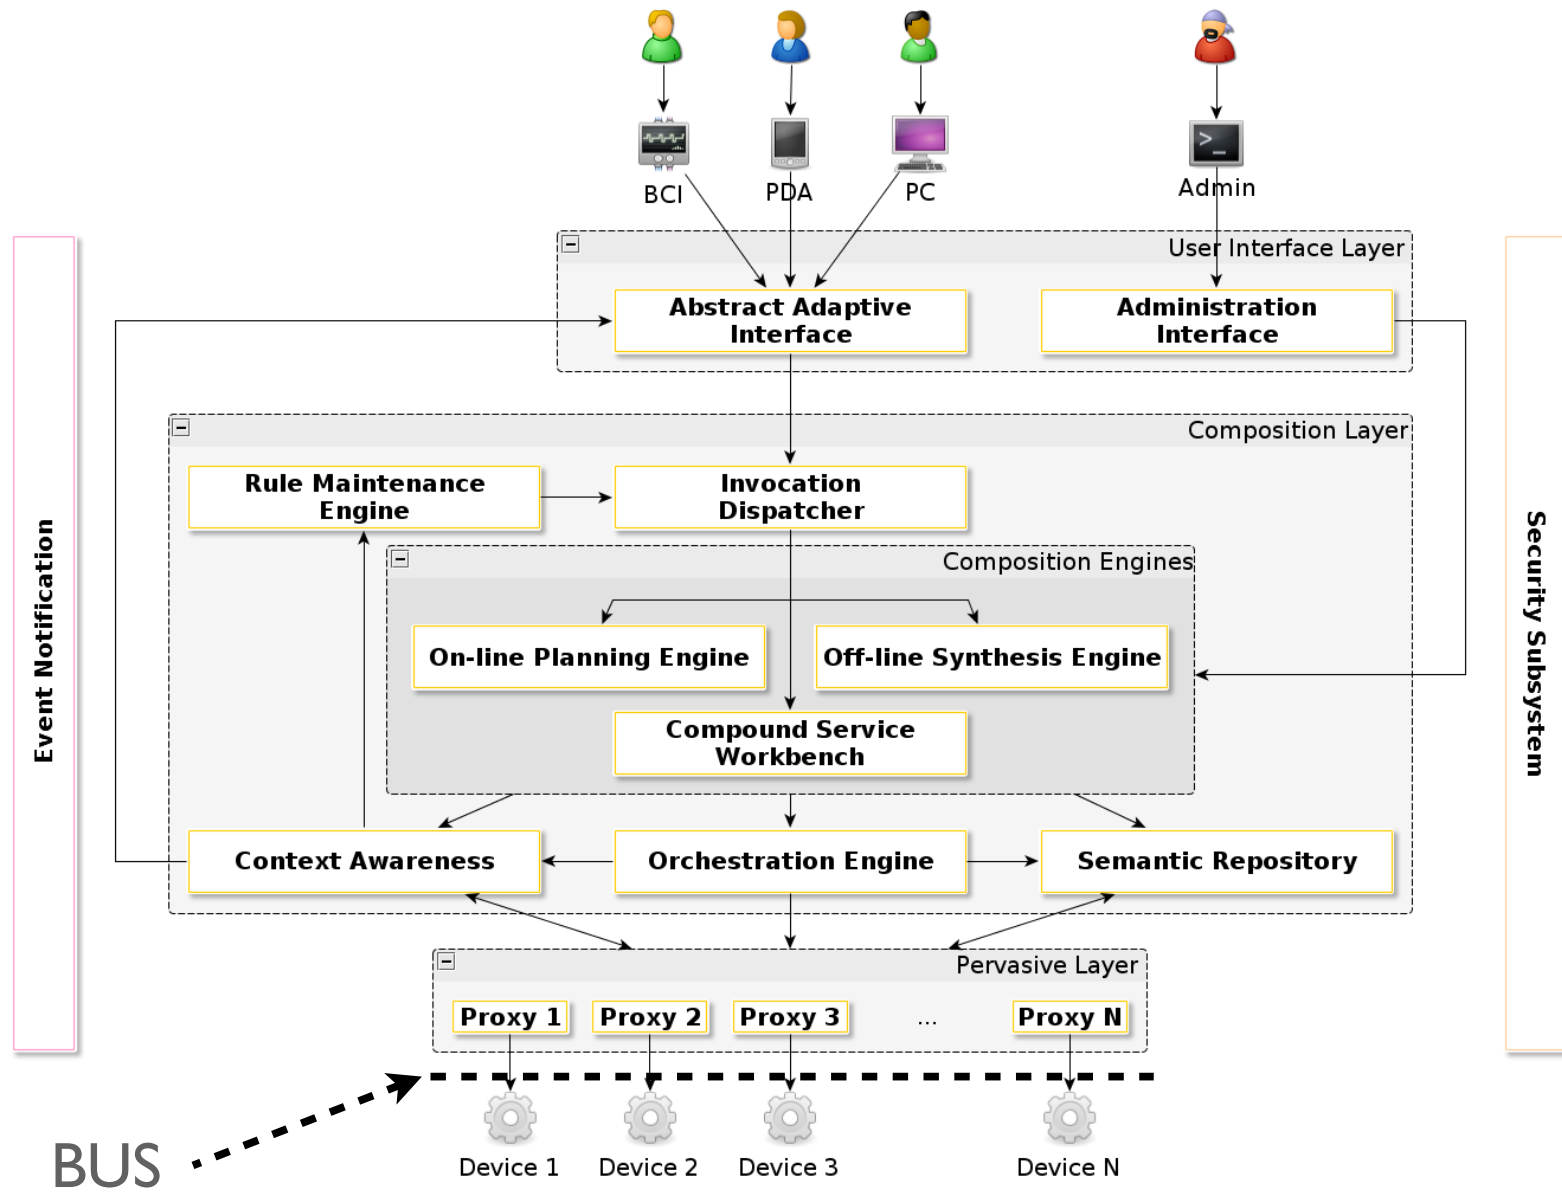 BCI
PDA
PC
Admin
User Interface Layer
Abstract Adaptive
Interface
Administration
Interface
Composition Layer
Rule Maintenance
Engine
Invocation
Dispatcher
Composition Engines
On-line Planning Engine
Off-line Synthesis Engine
Compound Service
Workbench
Context Awareness
Orchestration Engine
Semantic Repository
Pervasive Layer
Proxy 1
Proxy 2
Proxy 3
...
Proxy N
Device 1
Device 2
Device 3
Device N
BUS
Event Notification
Security Subsystem
>_